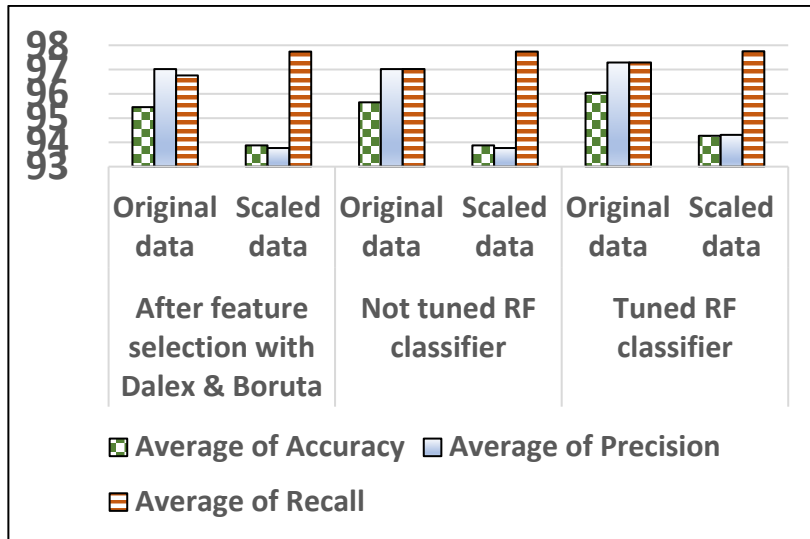 98
97
96
95
94
93
Original data
Scaled data
Original data
Scaled data
Original data
Scaled data
After feature
selection with
Dalex & Boruta
Not tuned RF
classifier
Tuned RF
classifier
Average of Accuracy
Average of Precision
Average of Recall